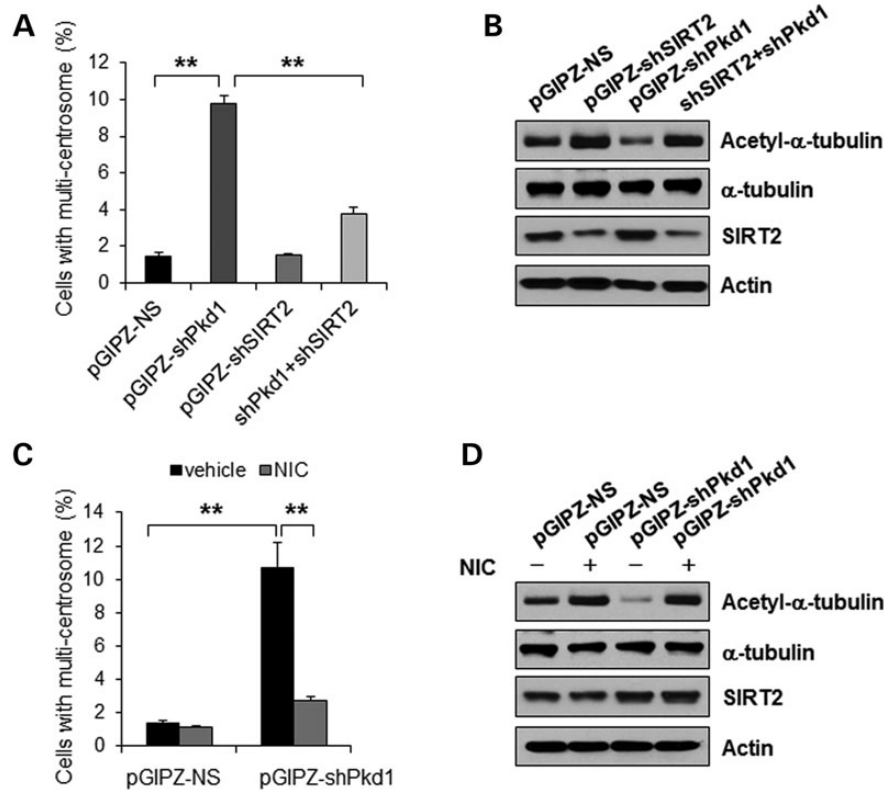 A
Cells with multi-centrosome (%)
12
10
8
6
4
2
0
**
**
pGIPZ-NS
pGIPZ-shPkd1
pGIPZ-shSIRT2
shPkd1+shSIRT2
B
pGIPZ-NS
pGIPZ-shSIRT2
pGIPZ-shPkd1
shSIRT2+shPkd1
Acetyl-α-tubulin
α-tubulin
SIRT2
Actin
C
vehicle NIC
Cells with multi-centrosome (%)
14
12
10
8
6
4
2
0
**
**
pGIPZ-NS
pGIPZ-shPkd1
D
pGIPZ-NS
pGIPZ-NS
pGIPZ-shPkd1
pGIPZ-shPkd1
NIC − + − +
Acetyl-α-tubulin
α-tubulin
SIRT2
Actin